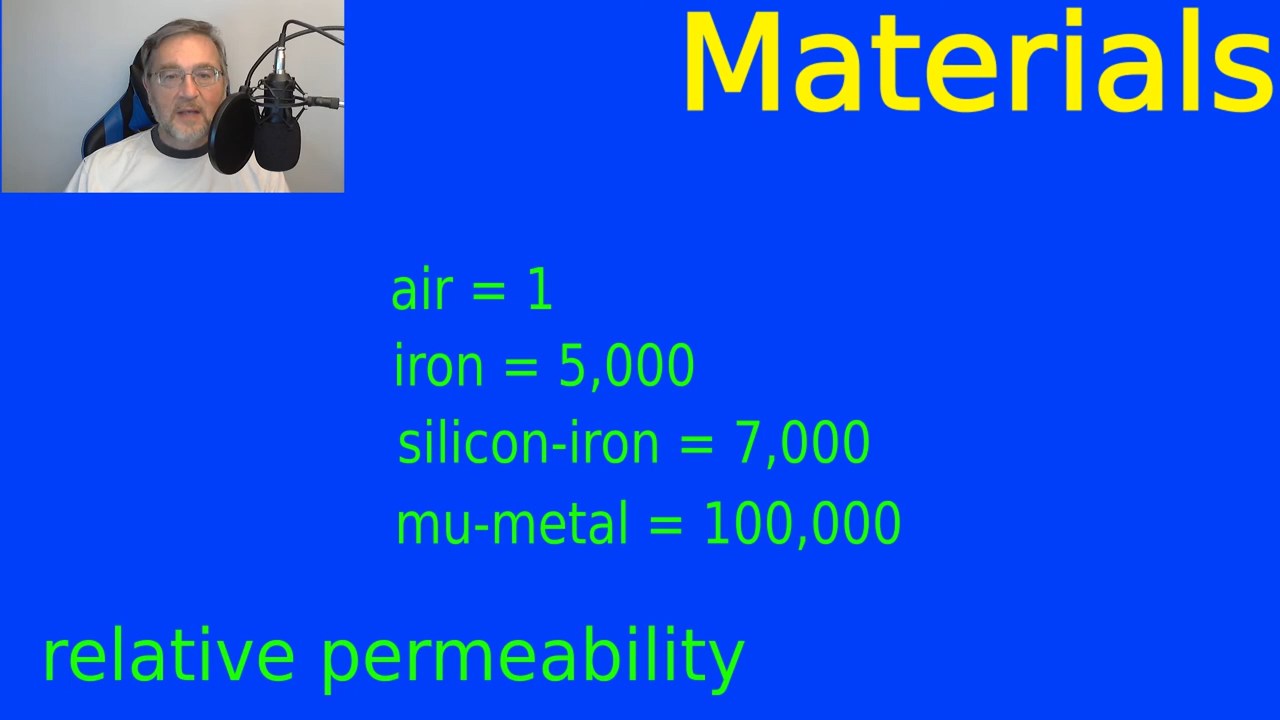 Materials
air = 1
iron = 5,000
silicon-iron = 7,000
mu-metal = 100,000
relative permeability